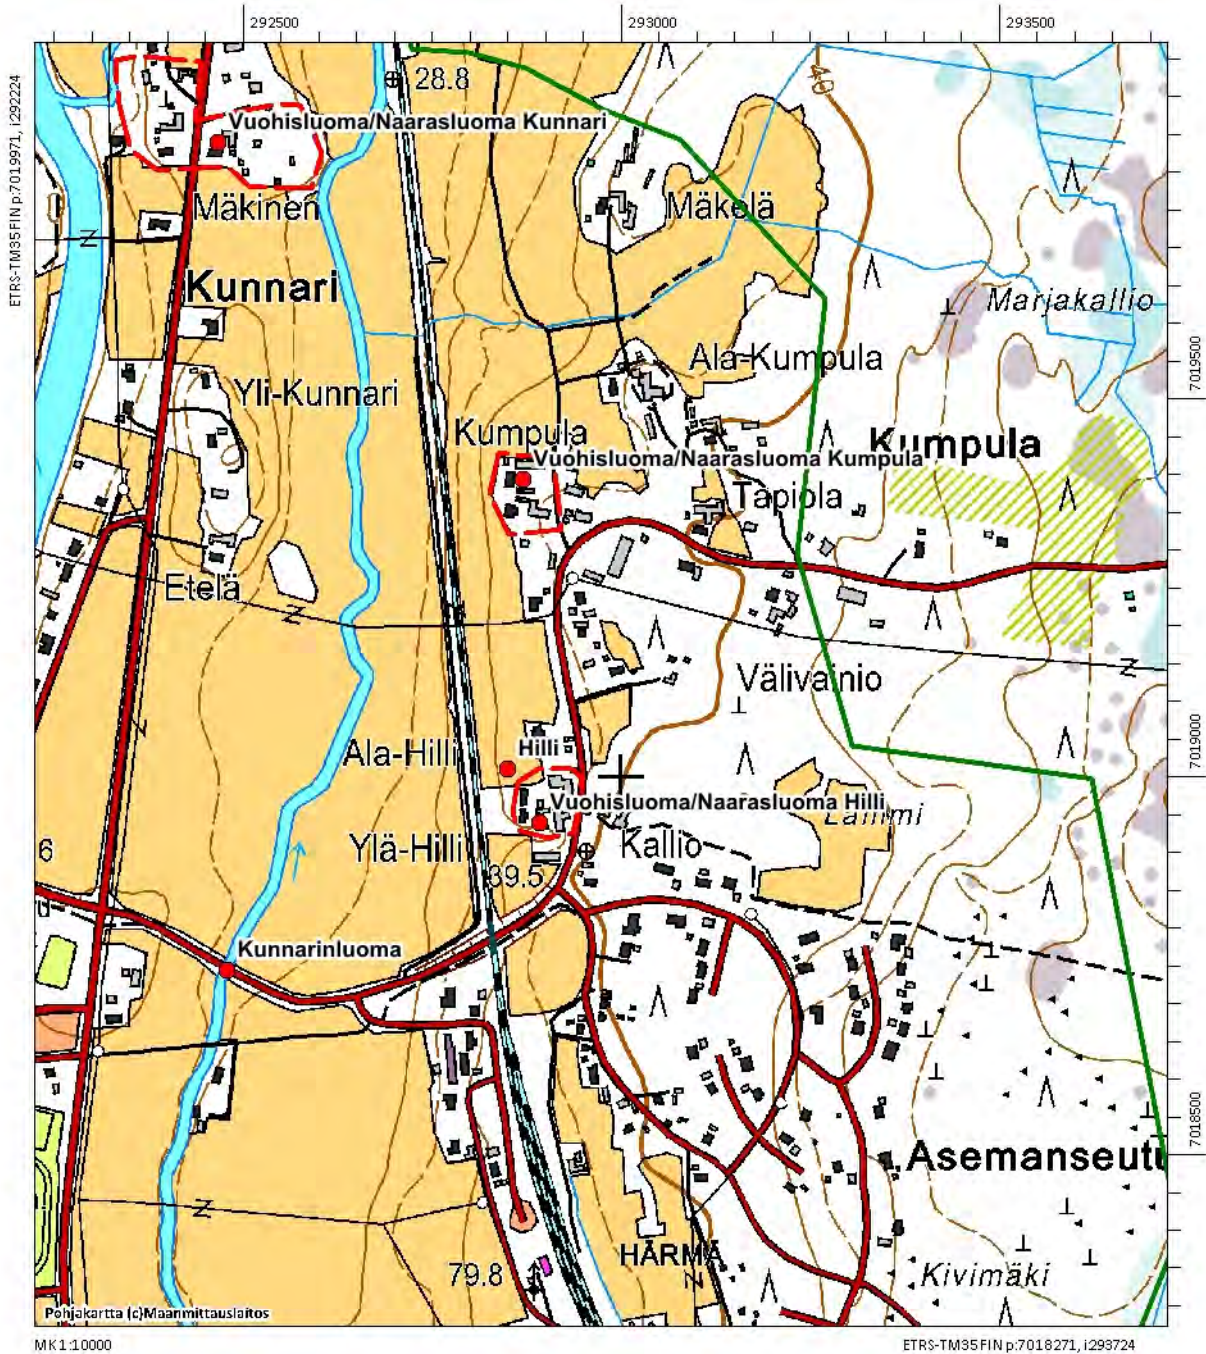 292500
293000
293500
ETRS-TM35FIN p:7019971, i292224
28.8
40
Vuohisluoma/Naarasluoma Kunnari
Mäkinen
Mäkelä
Kunnari
Marjakallio
7019500
Ala-Kumpula
Yli-Kunnari
Kumpula
Kumpula
Vuohisluoma/Naarasluoma Kumpula
Tapiola
Etelä
Välivainio
7019000
Hilli
Ala-Hilli
Vuohisluoma/Naarasluoma Hilli
6
Ylä-Hilli
Kallio
39.5
Kunnarinluoma
7018500
Asemanseutu
HÄRMÄ
79.8
Kivimäki
Pohjakartta (c)Maanmittauslaitos
MK 1:10000
ETRS-TM35FIN p:7018271, i293724